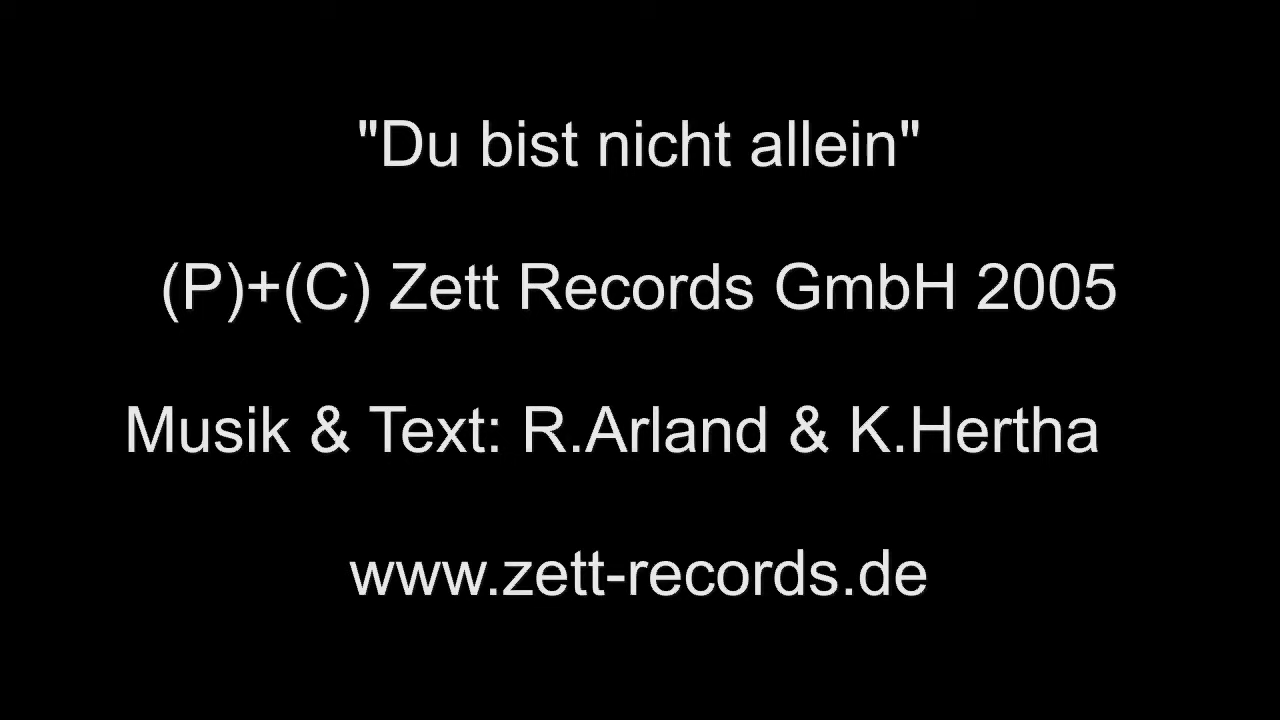 "Du bist nicht allein"
(P)+(C) Zett Records GmbH 2005
Musik & Text: R.Arland & K.Hertha
www.zett-records.de